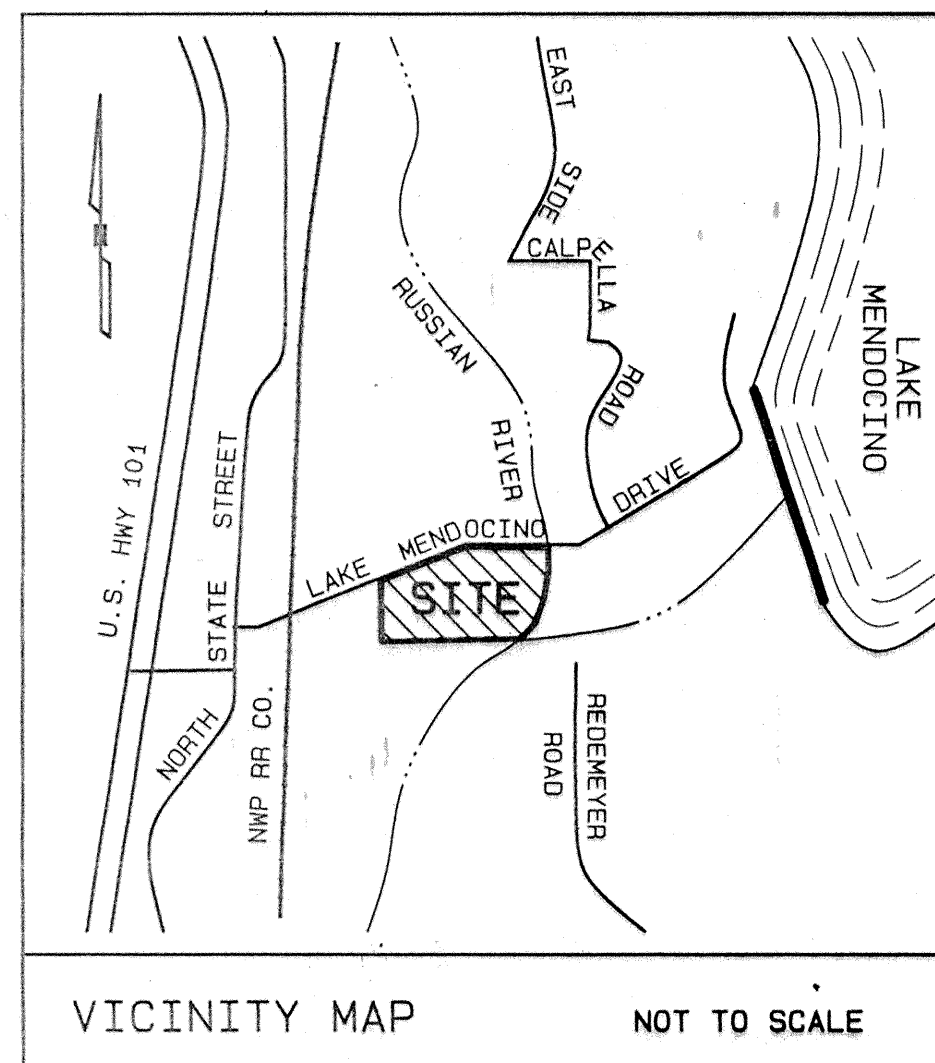 EAST SIDE CALPELLA ROAD
LAKE
MENDOCINO
RUSSIAN RIVER
U.S. HWY 101
NORTH STATE STREET
LAKE MENDOCINO DRIVE
SITE
NWP RR CO.
REDEMEYER
ROAD
VICINITY MAP
NOT TO SCALE